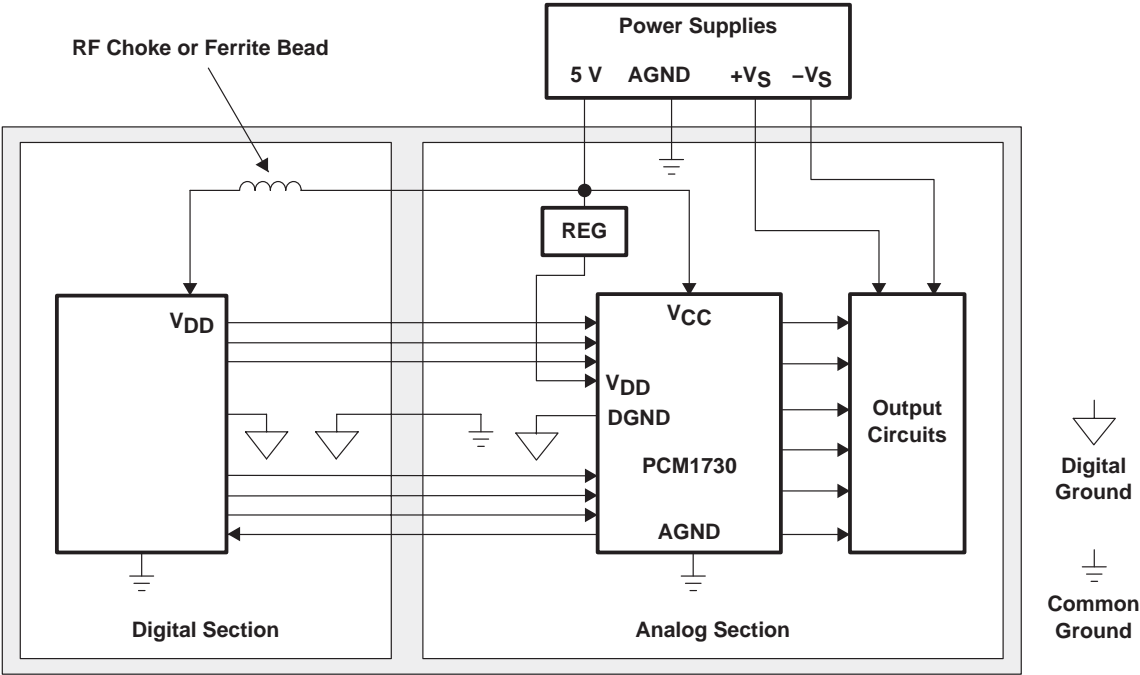 Power Supplies
5 V AGND +VS –VS
RF Choke or Ferrite Bead
REG
VDD
VCC
VDD
DGND
PCM1730
AGND
Output
Circuits
Digital
Ground
Common
Ground
Digital Section
Analog Section